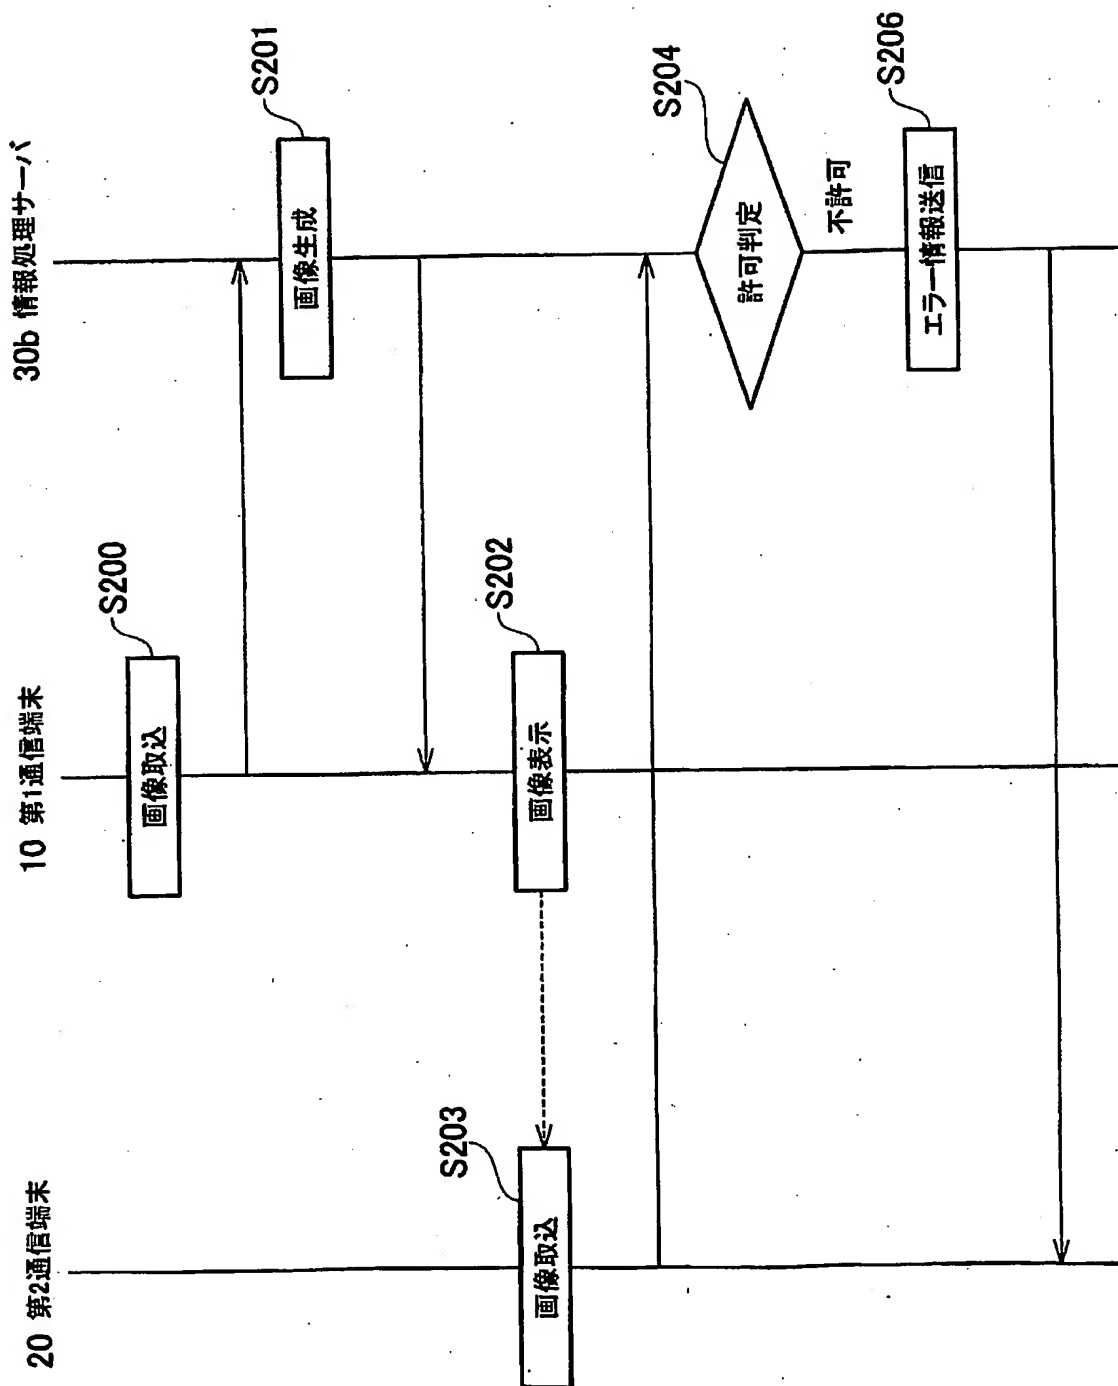 20 第2通信端末
10 第1通信端末
30b 情報処理サーバ
画像取込
S200
画像生成
S201
画像表示
S202
画像取込
S203
許可判定
S204
不許可
エラー情報送信
S206